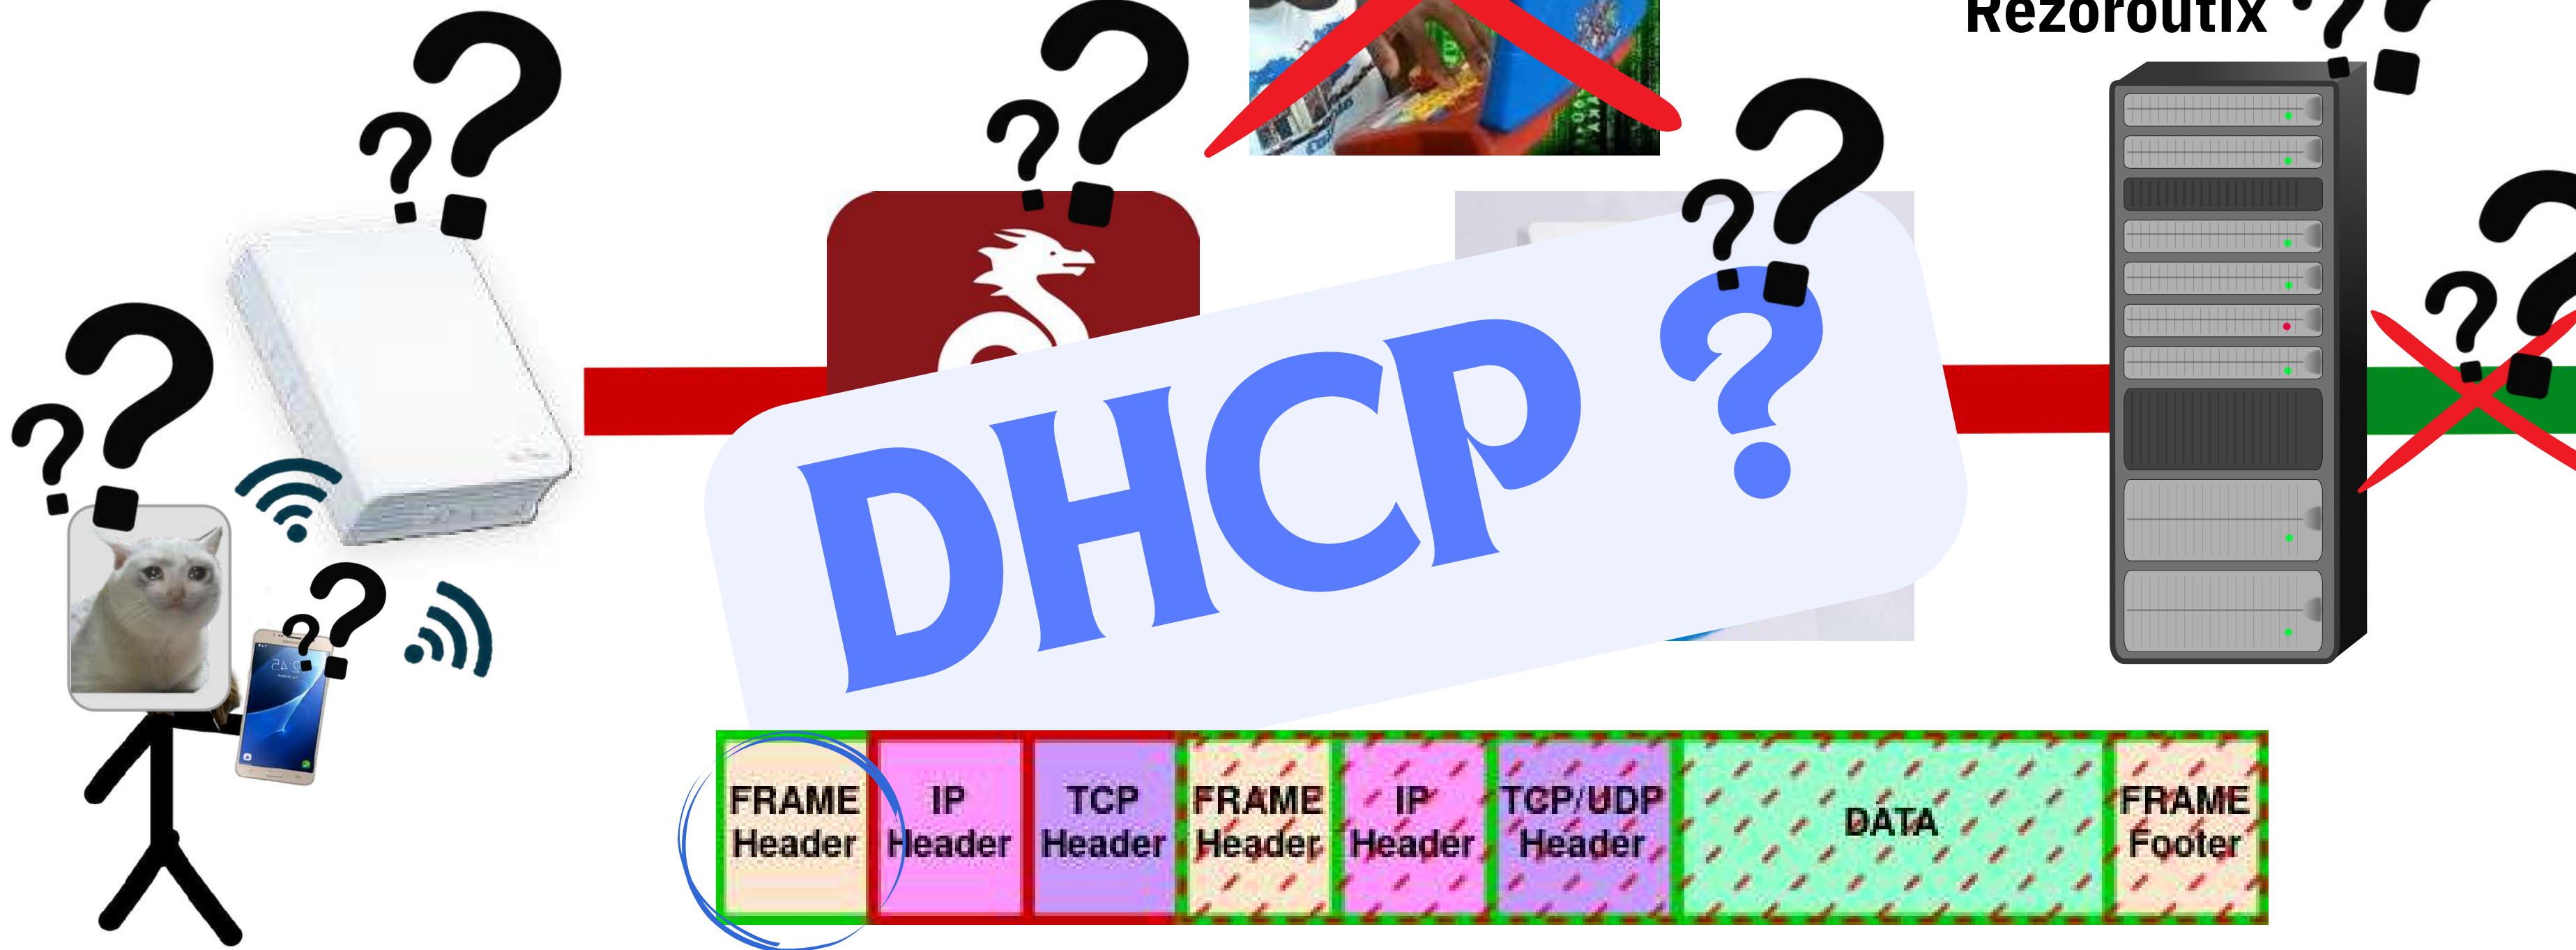 Rezoroutix
DHCP ?
FRAME Header
IP Header
TCP Header
FRAME Header
IP Header
TCP/UDP Header
DATA
FRAME Footer